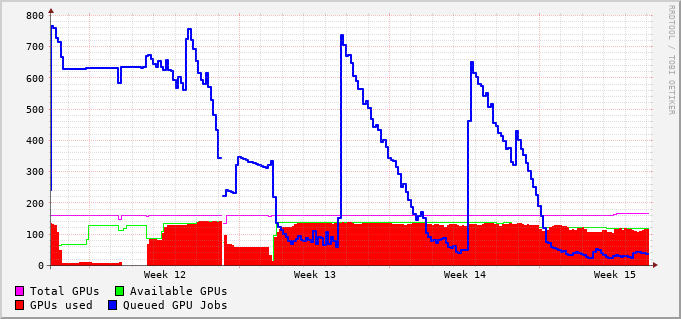 800
700
600
500
400
300
200
100
0
Week 12 Week 13 Week 14 Week 15
Total GPUs Available GPUs
GPUs used Queued GPU Jobs
RRDTOOL / TOBI OETIKER